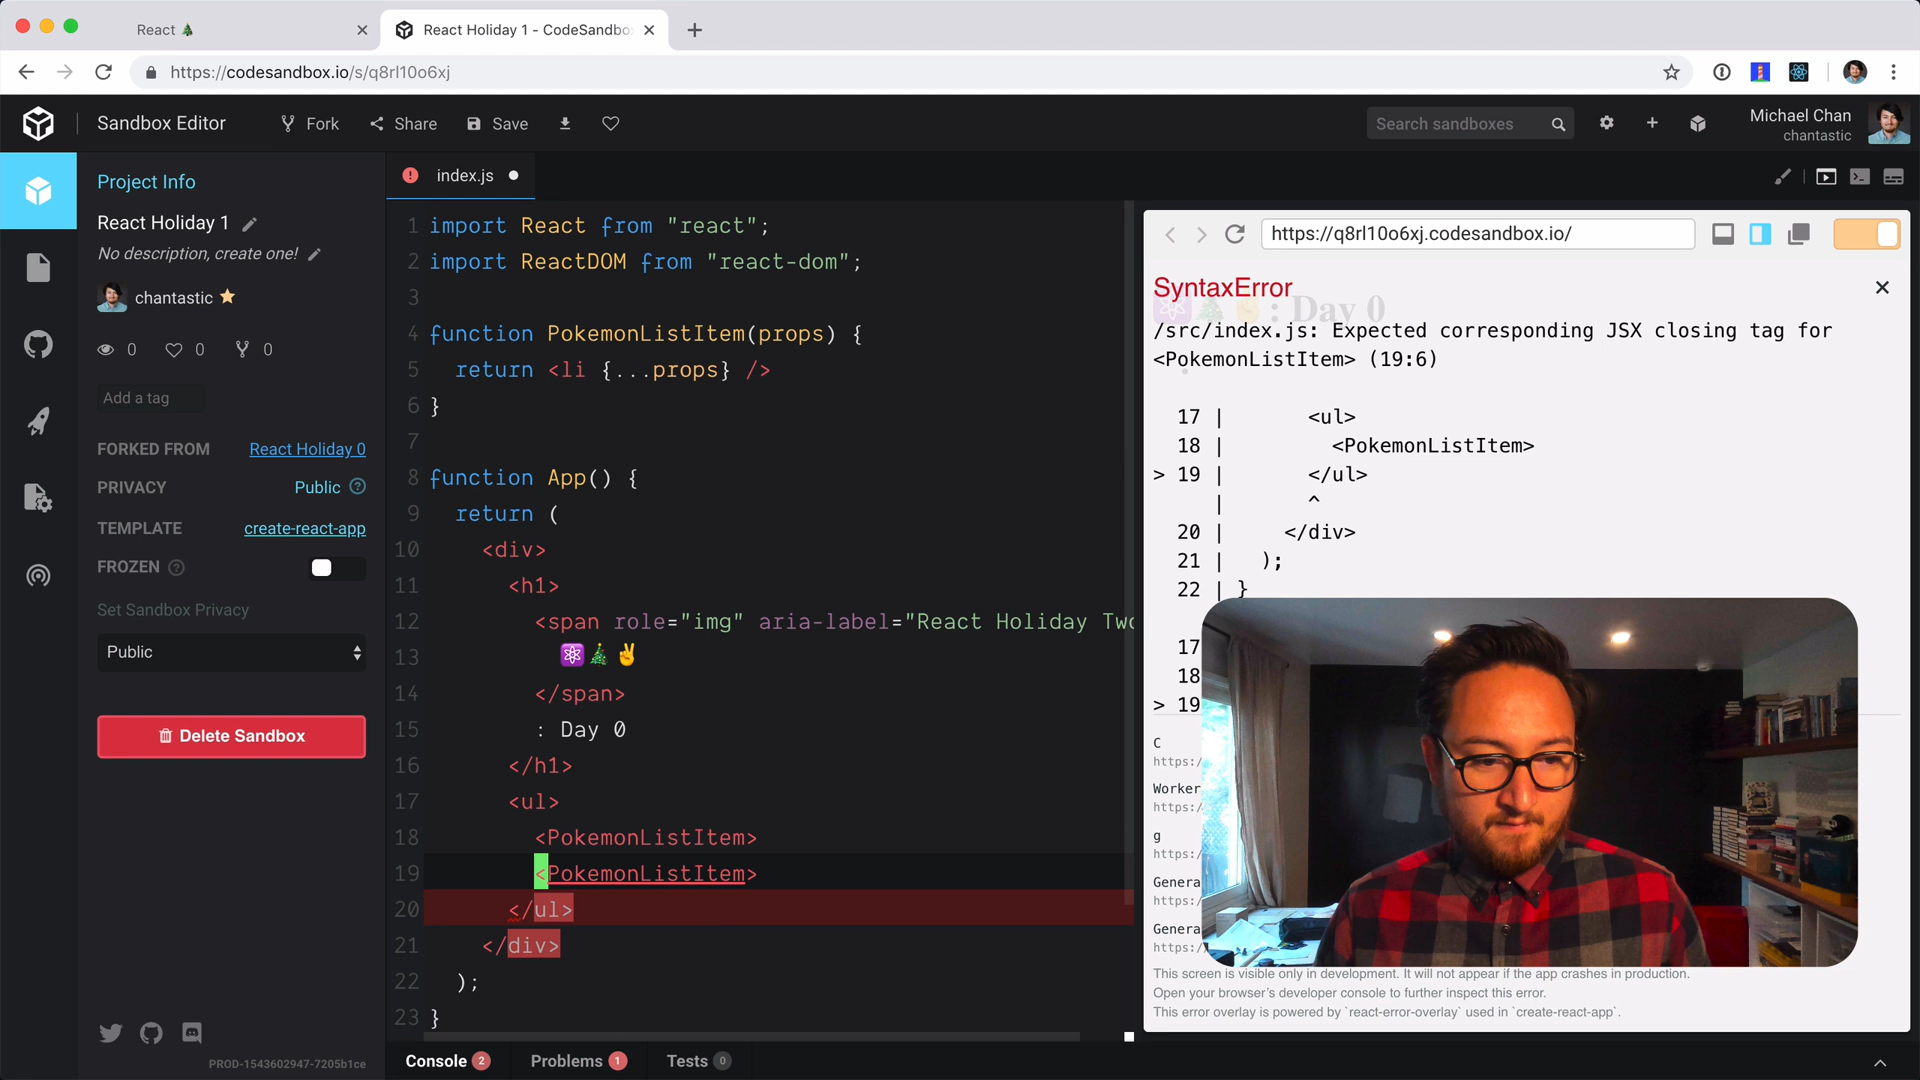 React 🎄
React Holiday 1 - CodeSandbo
https://codesandbox.io/s/q8rl10o6xj
Sandbox Editor
Fork
Share
Save
Search sandboxes
Michael Chan
chantastic
Project Info
React Holiday 1
No description, create one!
chantastic
0
0
0
Add a tag
FORKED FROM
React Holiday 0
PRIVACY
Public
TEMPLATE
create-react-app
FROZEN
Set Sandbox Privacy
Public
Delete Sandbox
PROD-1543602947-7205b1ce
index.js
1 import React from "react";
2 import ReactDOM from "react-dom";
3
4 function PokemonListItem(props) {
5   return <li {...props} />
6 }
7
8 function App() {
9   return (
10     <div>
11       <h1>
12         <span role="img" aria-label="React Holiday Two
13           ⚛🎄✌
14         </span>
15         : Day 0
16       </h1>
17       <ul>
18         <PokemonListItem>
19         <PokemonListItem>
20       </ul>
21     </div>
22   );
23 }
Console 2
Problems 1
Tests 0
https://q8rl10o6xj.codesandbox.io/
SyntaxError
: Day 0
/src/index.js: Expected corresponding JSX closing tag for
<PokemonListItem> (19:6)
17 |       <ul>
18 |         <PokemonListItem>
> 19 |       </ul>
|       ^
20 |     </div>
21 |   );
22 | }
17
18
> 19
C
https:/
Worker
https:/
g
https:/
Genera
https:/
Genera
https:/
This screen is visible only in development. It will not appear if the app crashes in production.
Open your browser's developer console to further inspect this error.
This error overlay is powered by `react-error-overlay` used in `create-react-app`.